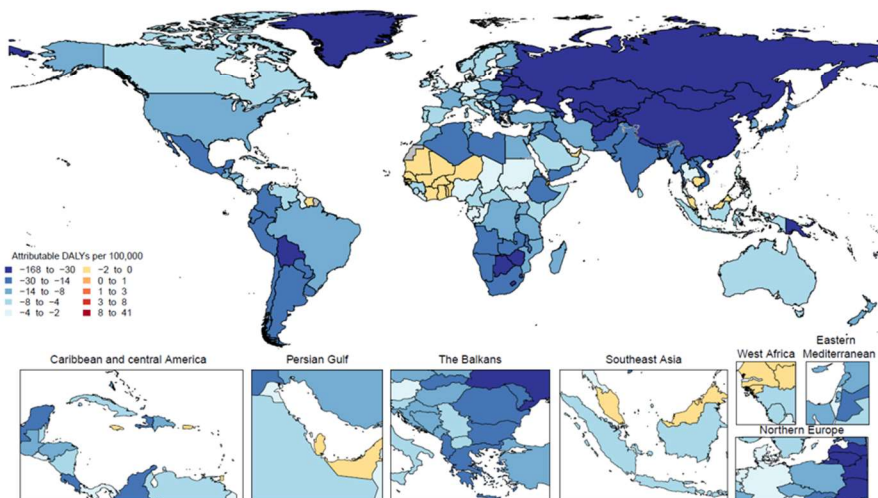 Attributable DALYs per 100,000
−168 to −30
−30 to −14
−14 to −8
−8 to −4
−4 to −2
−2 to 0
0 to 1
1 to 3
3 to 8
8 to 41
Caribbean and central America
Persian Gulf
The Balkans
Southeast Asia
West Africa
Eastern
Mediterranean
Northern Europe